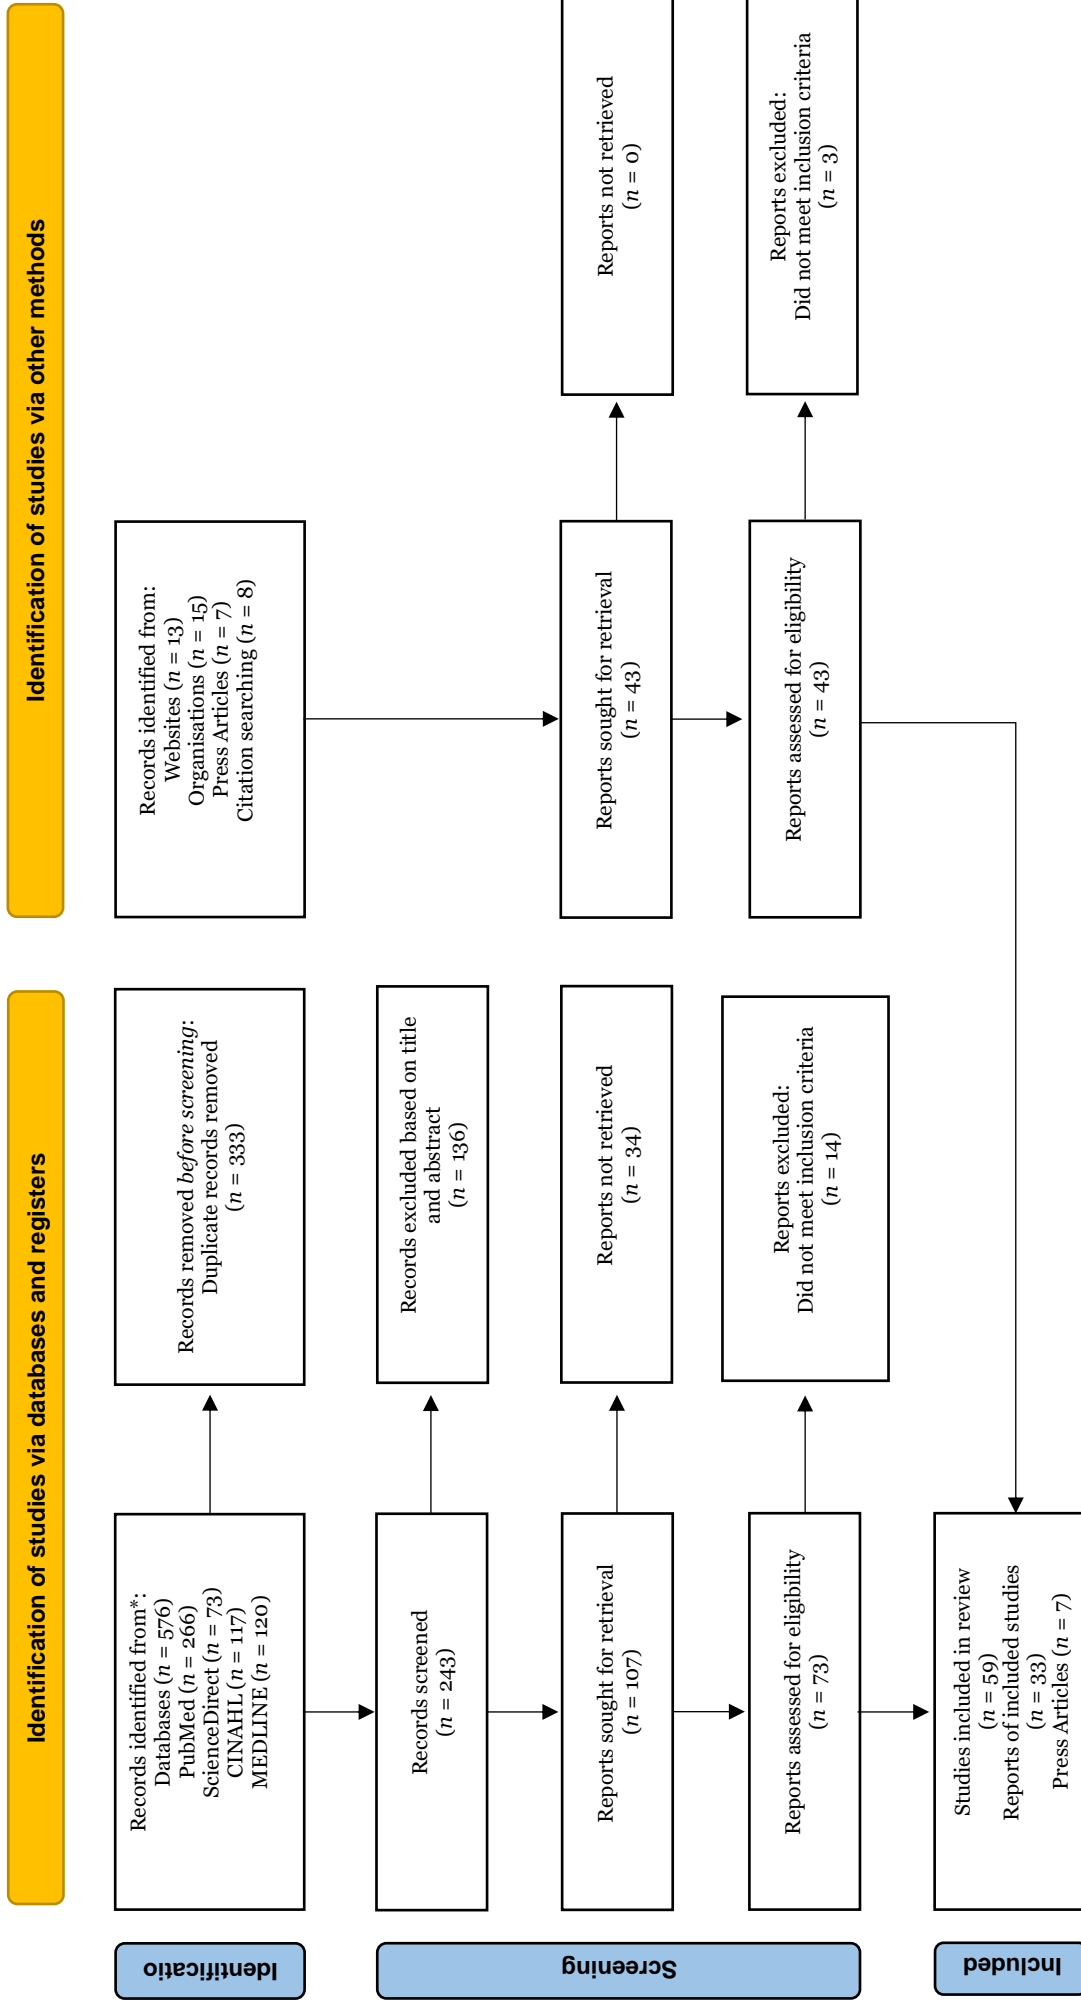 Identification of studies via databases and registers
Identification of studies via other methods
Identificatio
Records identified from*:
Databases (n = 576)
PubMed (n = 266)
ScienceDirect (n = 73)
CINAHL (n = 117)
MEDLINE (n = 120)
Records removed before screening:
Duplicate records removed
(n = 333)
Records identified from:
Websites (n = 13)
Organisations (n = 15)
Press Articles (n = 7)
Citation searching (n = 8)
Screening
Records screened
(n = 243)
Records excluded based on title
and abstract
(n = 136)
Reports sought for retrieval
(n = 107)
Reports not retrieved
(n = 34)
Reports sought for retrieval
(n = 43)
Reports not retrieved
(n = 0)
Reports assessed for eligibility
(n = 73)
Reports excluded:
Did not meet inclusion criteria
(n = 14)
Reports assessed for eligibility
(n = 43)
Reports excluded:
Did not meet inclusion criteria
(n = 3)
Included
Studies included in review
(n = 59)
Reports of included studies
(n = 33)
Press Articles (n = 7)